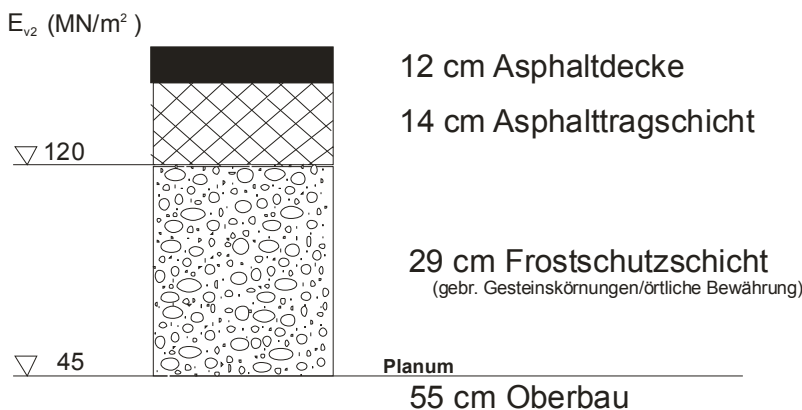 E_v2 (MN/m²)
12 cm Asphaltdecke
14 cm Asphalttragschicht
120
29 cm Frostschutzschicht
(gebr. Gesteinskörnungen/örtliche Bewährung)
45
Planum
55 cm Oberbau